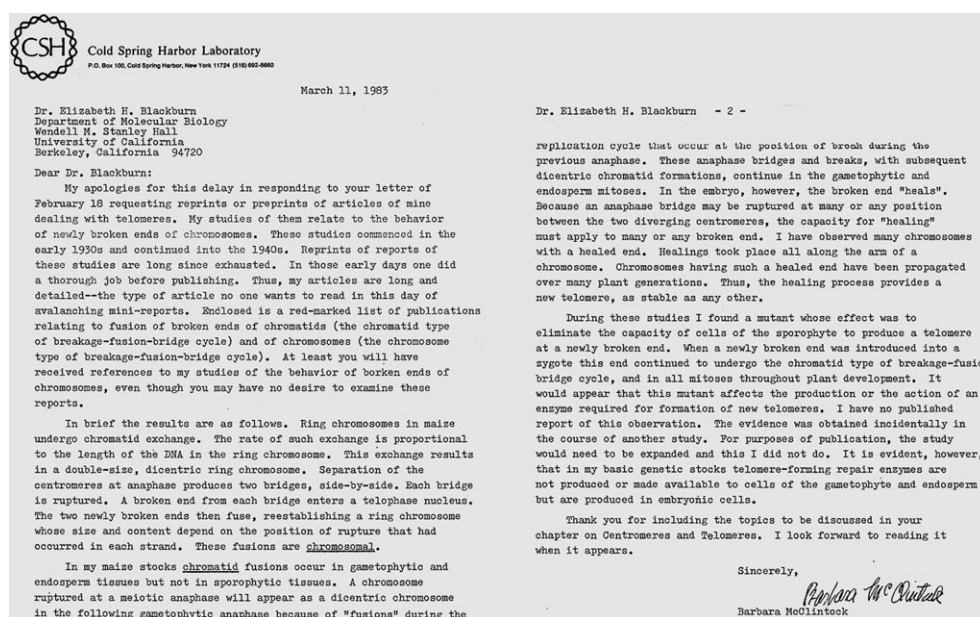 CSH
Cold Spring Harbor Laboratory
P.O. Box 100, Cold Spring Harbor, New York 11724 (516) 692-6660
March 11, 1983
Dr. Elizabeth H. Blackburn
Department of Molecular Biology
Wendell M. Stanley Hall
University of California
Berkeley, California 94720
Dear Dr. Blackburn:
My apologies for this delay in responding to your letter of
February 18 requesting reprints or preprints of articles of mine
dealing with telomeres. My studies of them relate to the behavior
of newly broken ends of chromosomes. These studies commenced in the
early 1930s and continued into the 1940s. Reprints of reports of
these studies are long since exhausted. In those early days one did
a thorough job before publishing. Thus, my articles are long and
detailed--the type of article no one wants to read in this day of
avalanching mini-reports. Enclosed is a red-marked list of publications
relating to fusion of broken ends of chromatids (the chromatid type
of breakage-fusion-bridge cycle) and of chromosomes (the chromosome
type of breakage-fusion-bridge cycle). At least you will have
received references to my studies of the behavior of borken ends of
chromosomes, even though you may have no desire to examine these
reports.
In brief the results are as follows. Ring chromosomes in maize
undergo chromatid exchange. The rate of such exchange is proportional
to the length of the DNA in the ring chromosome. This exchange results
in a double-size, dicentric ring chromosome. Separation of the
centromeres at anaphase produces two bridges, side-by-side. Each bridge
is ruptured. A broken end from each bridge enters a telophase nucleus.
The two newly broken ends then fuse, reestablishing a ring chromosome
whose size and content depend on the position of rupture that had
occurred in each strand. These fusions are chromosomal.
In my maize stocks chromatid fusions occur in gametophytic and
endosperm tissues but not in sporophytic tissues. A chromosome
ruptured at a meiotic anaphase will appear as a dicentric chromosome
in the following gametophytic anaphase because of "fusions" during the
Dr. Elizabeth H. Blackburn - 2 -
replication cycle that occur at the position of break during the
previous anaphase. These anaphase bridges and breaks, with subsequent
dicentric chromatid formations, continue in the gametophytic and
endosperm mitoses. In the embryo, however, the broken end "heals".
Because an anaphase bridge may be ruptured at many or any position
between the two diverging centromeres, the capacity for "healing"
must apply to many or any broken end. I have observed many chromosomes
with a healed end. Healings took place all along the arm of a
chromosome. Chromosomes having such a healed end have been propagated
over many plant generations. Thus, the healing process provides a
new telomere, as stable as any other.
During these studies I found a mutant whose effect was to
eliminate the capacity of cells of the sporophyte to produce a telomere
at a newly broken end. When a newly broken end was introduced into a
zygote this end continued to undergo the chromatid type of breakage-fusio
bridge cycle, and in all mitoses throughout plant development. It
would appear that this mutant affects the production or the action of an
enzyme required for formation of new telomeres. I have no published
report of this observation. The evidence was obtained incidentally in
the course of another study. For purposes of publication, the study
would need to be expanded and this I did not do. It is evident, however,
that in my basic genetic stocks telomere-forming repair enzymes are
not produced or made available to cells of the gametophyte and endosperm
but are produced in embryonic cells.
Thank you for including the topics to be discussed in your
chapter on Centromeres and Telomeres. I look forward to reading it
when it appears.
Sincerely,
Barbara McClintock
Barbara McClintock